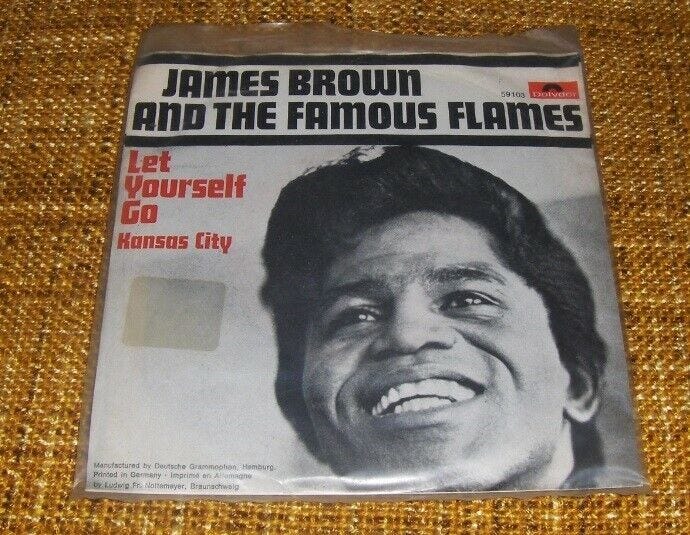 JAMES BROWN
59103
Polydor
AND THE FAMOUS FLAMES
Let
Yourself
Go
Kansas City
Manufactured by Deutsche Grammophon, Hamburg.
Printed in Germany · Imprimé en Allemagne
by Ludwig Fr. Noltemeyer, Braunschweig